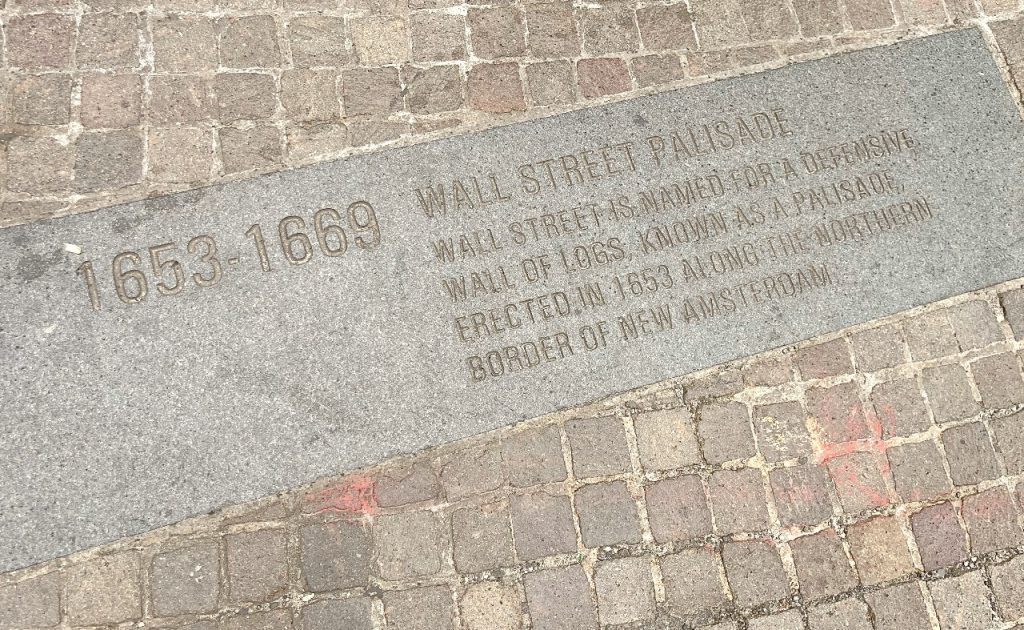 1653-1669
WALL STREET PALISADE
WALL STREET IS NAMED FOR A DEFENSIVE
WALL OF LOGS, KNOWN AS A PALISADE,
ERECTED IN 1653 ALONG THE NORTHERN
BORDER OF NEW AMSTERDAM.